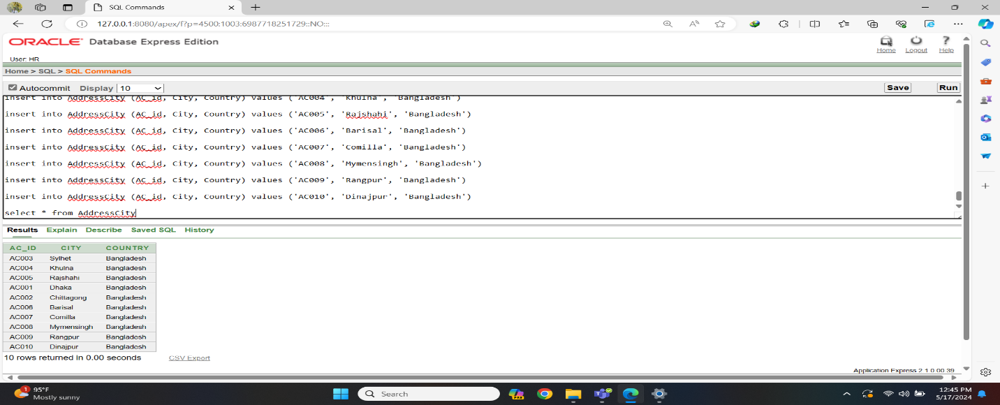 SQL Commands
127.0.0.1:8080/apex/f?p=4500:1003:6987718251729::NO:::
ORACLE® Database Express Edition
Home Logout Help
User: HR
Home > SQL > SQL Commands
Autocommit Display 10 Save Run
insert into AddressCity (AC_id, City, Country) values ('AC004', 'Khulna', 'Bangladesh')
insert into AddressCity (AC_id, City, Country) values ('AC005', 'Rajshahi', 'Bangladesh')
insert into AddressCity (AC_id, City, Country) values ('AC006', 'Barisal', 'Bangladesh')
insert into AddressCity (AC_id, City, Country) values ('AC007', 'Comilla', 'Bangladesh')
insert into AddressCity (AC_id, City, Country) values ('AC008', 'Mymensingh', 'Bangladesh')
insert into AddressCity (AC_id, City, Country) values ('AC009', 'Rangpur', 'Bangladesh')
insert into AddressCity (AC_id, City, Country) values ('AC010', 'Dinajpur', 'Bangladesh')
select * from AddressCity
Results Explain Describe Saved SQL History
AC_ID CITY COUNTRY
AC003 Sylhet Bangladesh
AC004 Khulna Bangladesh
AC005 Rajshahi Bangladesh
AC001 Dhaka Bangladesh
AC002 Chittagong Bangladesh
AC006 Barisal Bangladesh
AC007 Comilla Bangladesh
AC008 Mymensingh Bangladesh
AC009 Rangpur Bangladesh
AC010 Dinajpur Bangladesh
10 rows returned in 0.00 seconds CSV Export
Application Express 2.1.0.00.39
1 95°F
Mostly sunny
Search
12:45 PM
5/17/2024